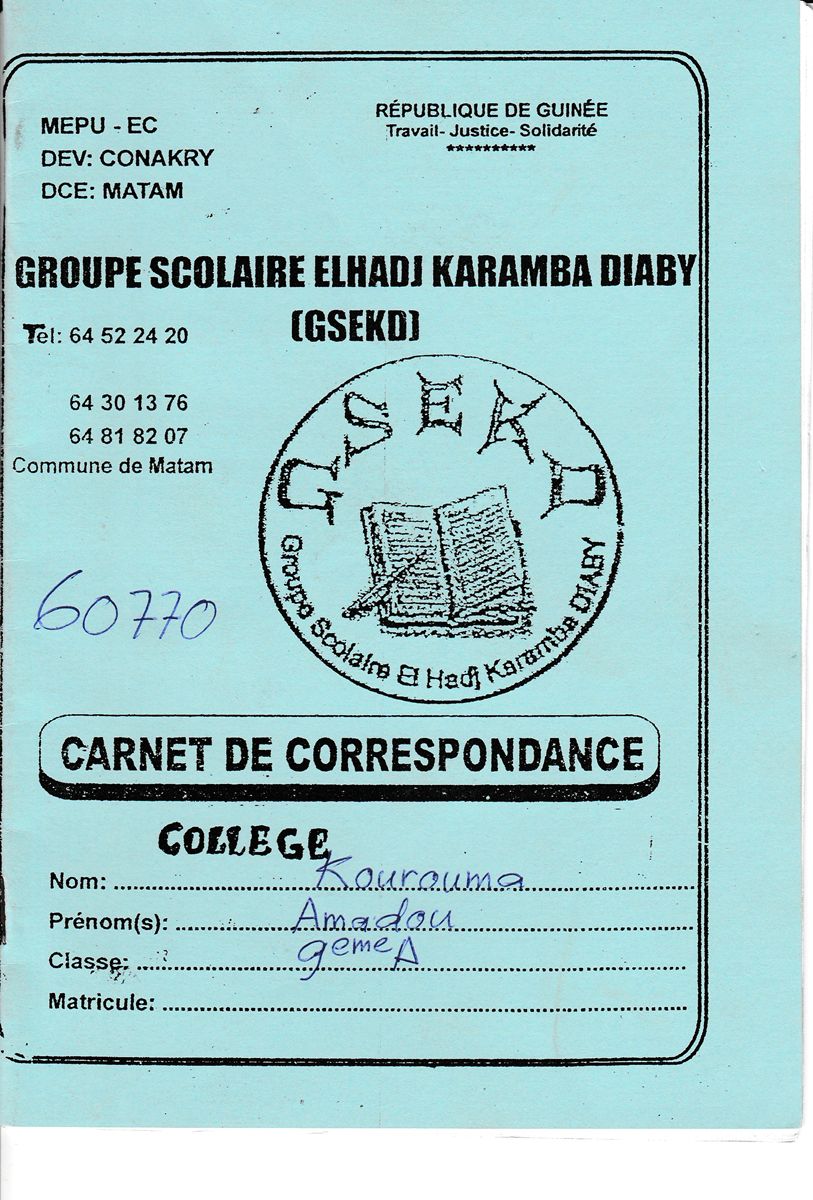 MEPU - EC
DEV: CONAKRY
DCE: MATAM
RÉPUBLIQUE DE GUINÉE
Travail- Justice- Solidarité
**********
GROUPE SCOLAIRE ELHADJ KARAMBA DIABY
(GSEKD)
Tel: 64 52 24 20
64 30 13 76
64 81 82 07
Commune de Matam
GSEKD
Groupe Scolaire El Hadj Karamba DIABY
60770
CARNET DE CORRESPONDANCE
COLLEGE
Nom: Kourouma
Prénom(s): Amadou
Classe: 9eme A
Matricule: